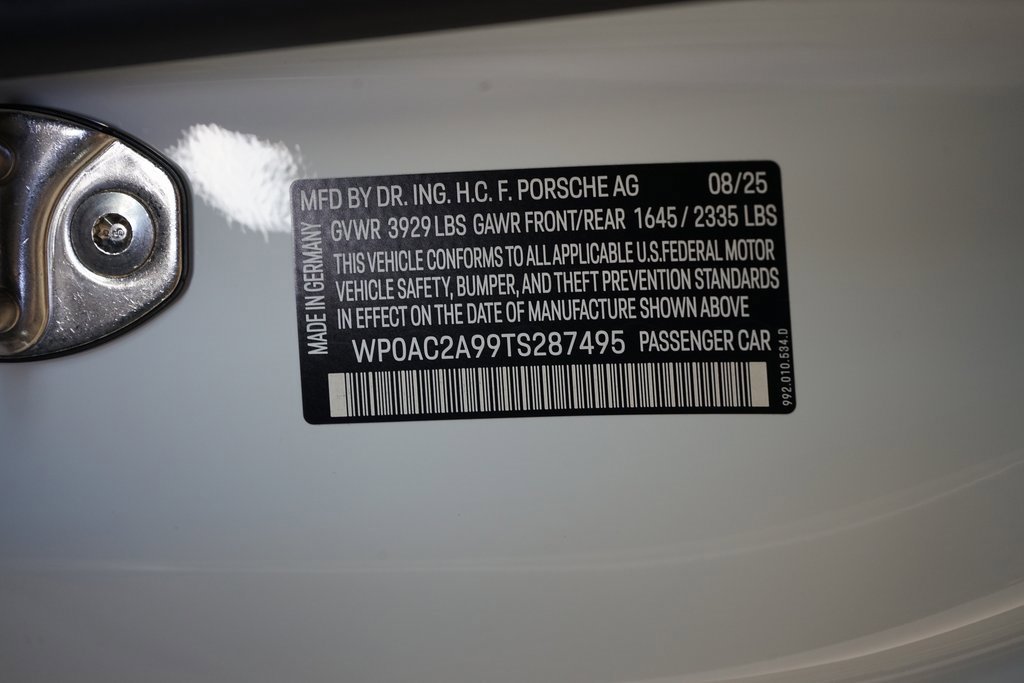 MFD BY DR. ING. H.C. F. PORSCHE AG 08/25
GVWR 3929 LBS GAWR FRONT/REAR 1645 / 2335 LBS
THIS VEHICLE CONFORMS TO ALL APPLICABLE U.S.FEDERAL MOTOR
VEHICLE SAFETY, BUMPER, AND THEFT PREVENTION STANDARDS
IN EFFECT ON THE DATE OF MANUFACTURE SHOWN ABOVE
WP0AC2A99TS287495 PASSENGER CAR
MADE IN GERMANY
992.010.534.D